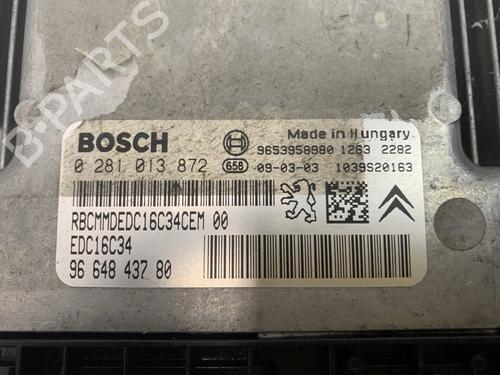 B-PARTS
BOSCH
Made in Hungary
9653958980 1263 2282
0 281 013 872
658
09-03-03 1039S20163
RBCMMDEDC16C34CEM 00
EDC16C34
96 648 437 80